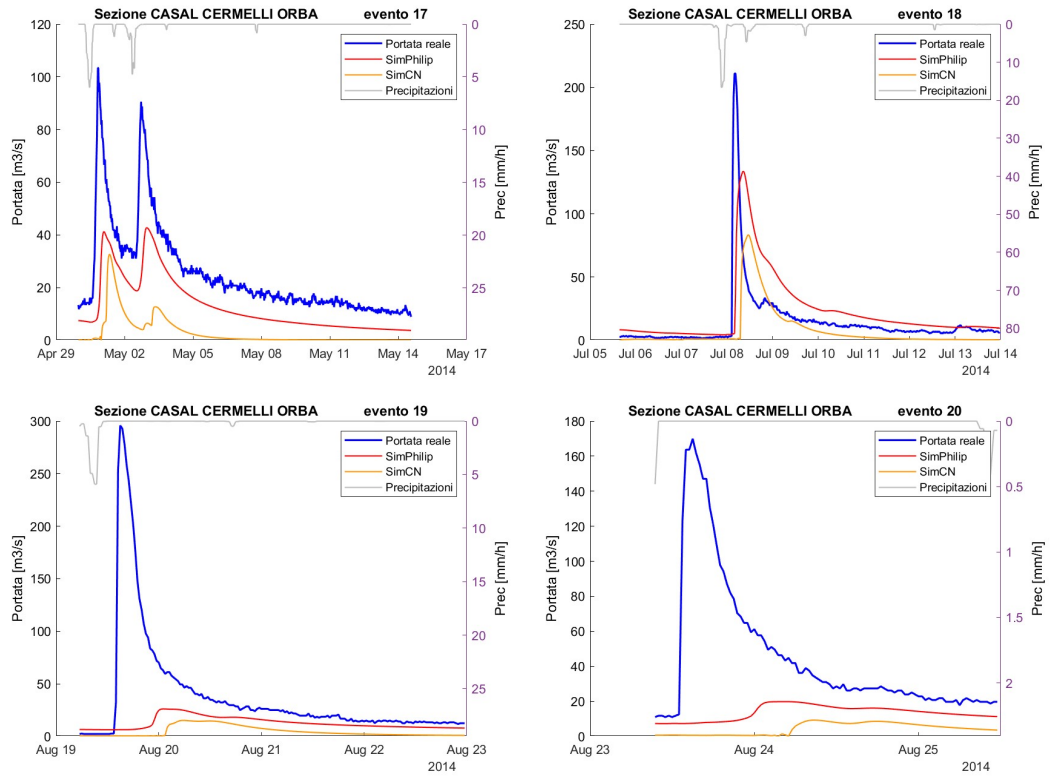 Sezione CASAL CERMELLI ORBA evento 17
120
100
80
60
40
20
0
Portata [m3/s]
0
5
10
15
20
25
Prec [mm/h]
Portata reale
SimPhilip
SimCN
Precipitazioni
Apr 29 May 02 May 05 May 08 May 11 May 14 May 17
2014
Sezione CASAL CERMELLI ORBA evento 18
250
200
150
100
50
0
Portata [m3/s]
0
10
20
30
40
50
60
70
80
Prec [mm/h]
Portata reale
SimPhilip
SimCN
Precipitazioni
Jul 05 Jul 06 Jul 07 Jul 08 Jul 09 Jul 10 Jul 11 Jul 12 Jul 13 Jul 14
2014
Sezione CASAL CERMELLI ORBA evento 19
300
250
200
150
100
50
0
Portata [m3/s]
0
5
10
15
20
25
Prec [mm/h]
Portata reale
SimPhilip
SimCN
Precipitazioni
Aug 19 Aug 20 Aug 21 Aug 22 Aug 23
2014
Sezione CASAL CERMELLI ORBA evento 20
180
160
140
120
100
80
60
40
20
0
Portata [m3/s]
0
0.5
1
1.5
2
Prec [mm/h]
Portata reale
SimPhilip
SimCN
Precipitazioni
Aug 23 Aug 24 Aug 25
2014